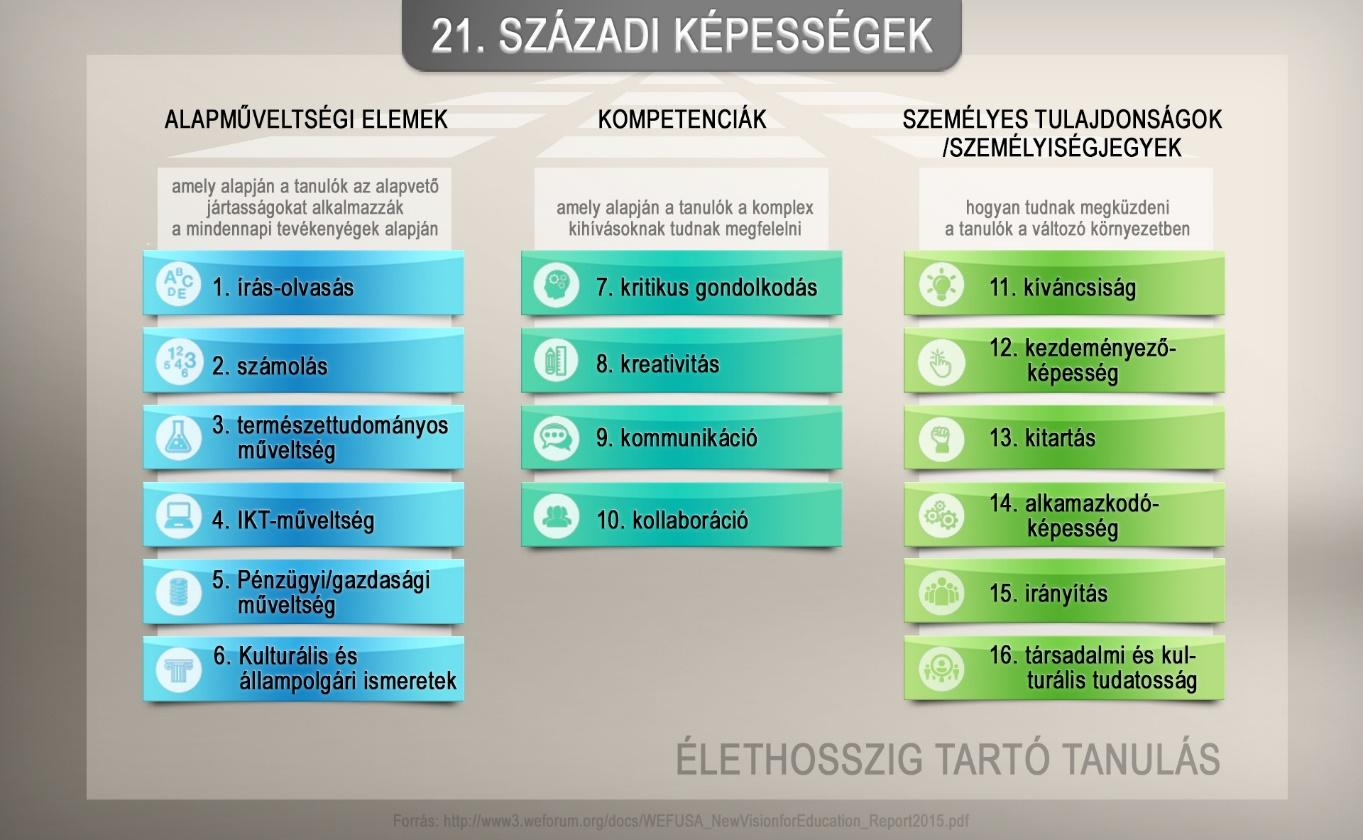 21. SZÁZADI KÉPESSÉGEK
ALAPMŰVELTSÉGI ELEMEK
amely alapján a tanulók az alapvető
jártasságokat alkalmazzák
a mindennapi tevékenyégek alapján
ABCDE
1. írás-olvasás
123456
2. számolás
3. természettudományos
műveltség
4. IKT-műveltség
5. Pénzügyi/gazdasági
műveltség
6. Kulturális és
állampolgári ismeretek
KOMPETENCIÁK
amely alapján a tanulók a komplex
kihívásoknak tudnak megfelelni
7. kritikus gondolkodás
8. kreativitás
9. kommunikáció
10. kollaboráció
SZEMÉLYES TULAJDONSÁGOK
/SZEMÉLYISÉGJEGYEK
hogyan tudnak megküzdeni
a tanulók a változó környezetben
11. kíváncsiság
12. kezdeményező-
képesség
13. kitartás
14. alkamazkodó-
képesség
15. irányítás
16. társadalmi és kul-
turális tudatosság
ÉLETHOSSZIG TARTÓ TANULÁS
Forrás: http://www3.weforum.org/docs/WEFUSA_NewVisionforEducation_Report2015.pdf